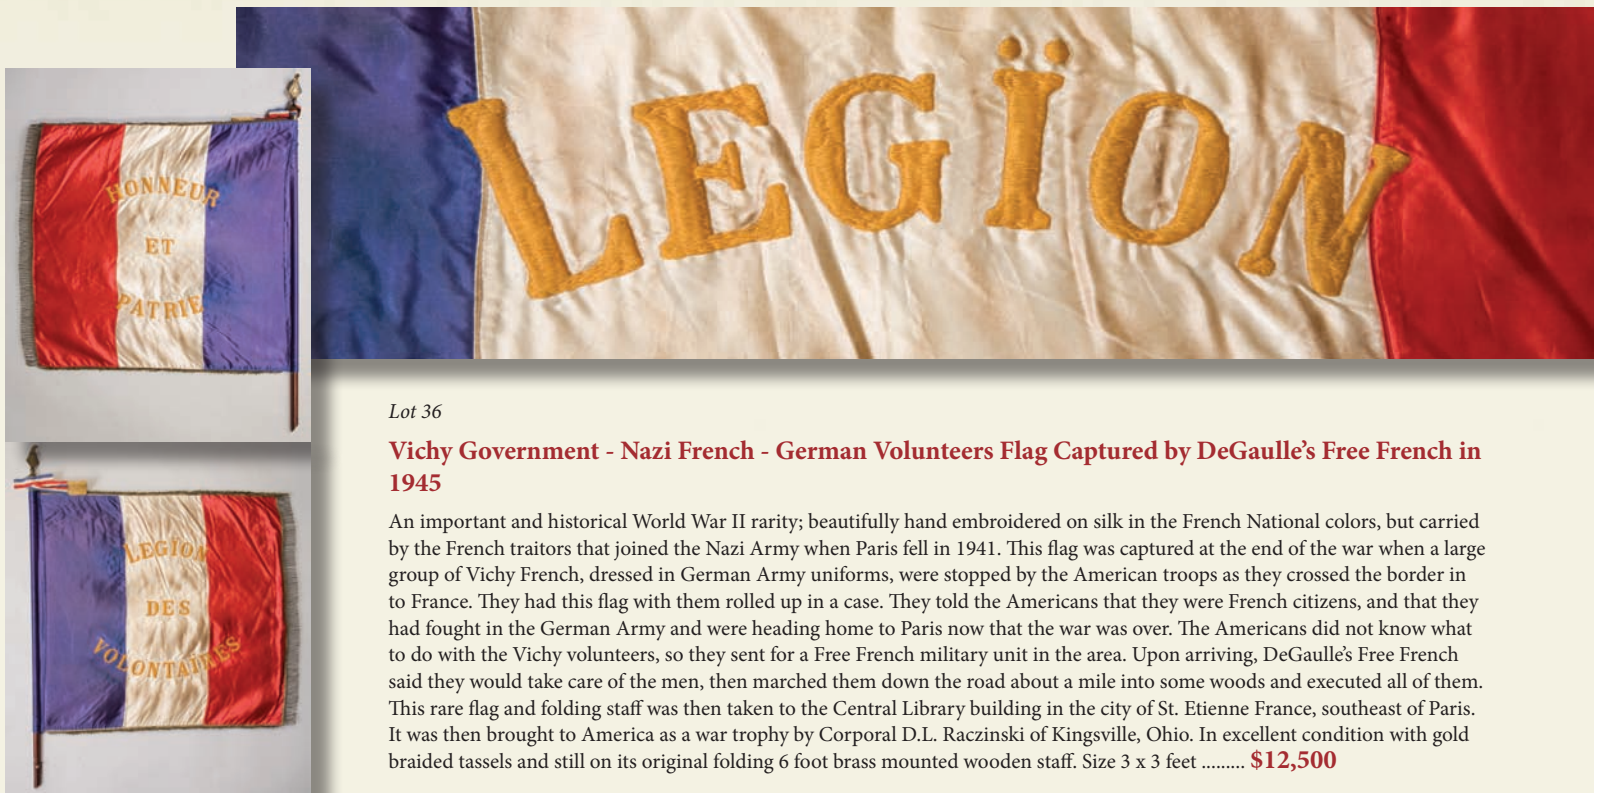 LEGÏON
HONNEUR
ET
PATRIE
LEGÏON
DES
VOLONTAÏRES
Lot 36
Vichy Government - Nazi French - German Volunteers Flag Captured by DeGaulle’s Free French in
1945
An important and historical World War II rarity; beautifully hand embroidered on silk in the French National colors, but carried
by the French traitors that joined the Nazi Army when Paris fell in 1941. This flag was captured at the end of the war when a large
group of Vichy French, dressed in German Army uniforms, were stopped by the American troops as they crossed the border in
to France. They had this flag with them rolled up in a case. They told the Americans that they were French citizens, and that they
had fought in the German Army and were heading home to Paris now that the war was over. The Americans did not know what
to do with the Vichy volunteers, so they sent for a Free French military unit in the area. Upon arriving, DeGaulle’s Free French
said they would take care of the men, then marched them down the road about a mile into some woods and executed all of them.
This rare flag and folding staff was then taken to the Central Library building in the city of St. Etienne France, southeast of Paris.
It was then brought to America as a war trophy by Corporal D.L. Raczinski of Kingsville, Ohio. In excellent condition with gold
braided tassels and still on its original folding 6 foot brass mounted wooden staff. Size 3 x 3 feet ......... $12,500